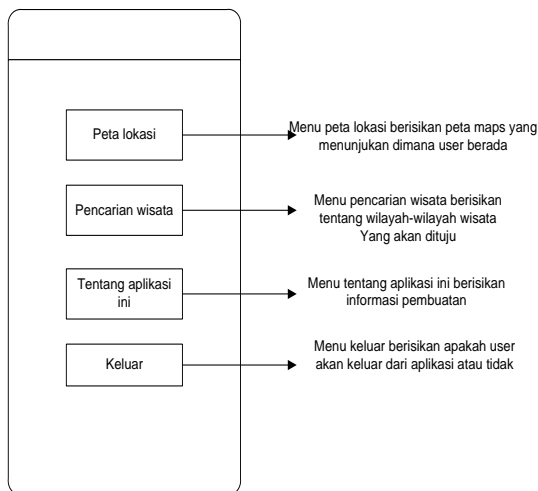 Peta lokasi
Menu peta lokasi berisikan peta maps yang
menunjukan dimana user berada
Pencarian wisata
Menu pencarian wisata berisikan
tentang wilayah-wilayah wisata
Yang akan dituju
Tentang aplikasi
ini
Menu tentang aplikasi ini berisikan
informasi pembuatan
Keluar
Menu keluar berisikan apakah user
akan keluar dari aplikasi atau tidak